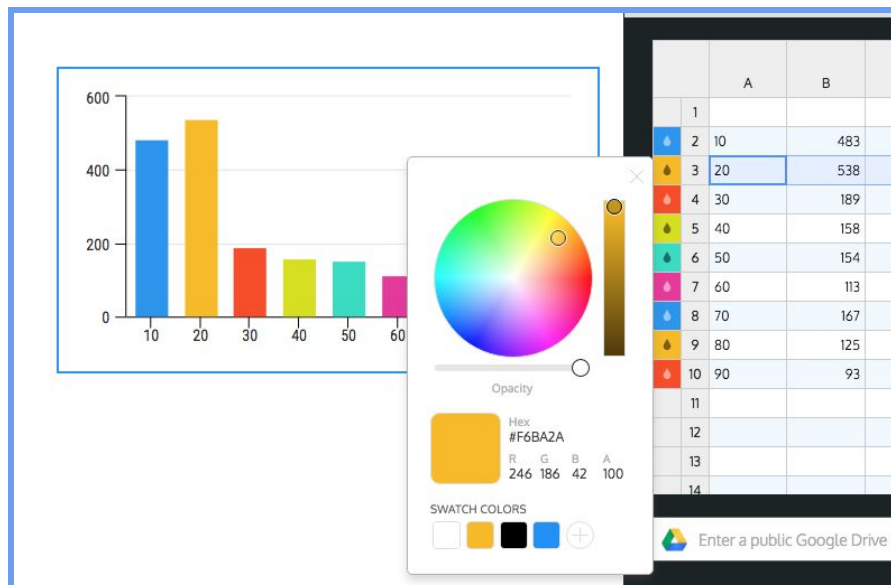 600
400
200
0
10 20 30 40 50 60
Opacity
Hex
#F6BA2A
R G B A
246 186 42 100
SWATCH COLORS
A B
1
2 10 483
3 20 538
4 30 189
5 40 158
6 50 154
7 60 113
8 70 167
9 80 125
10 90 93
11
12
13
14
Enter a public Google Drive